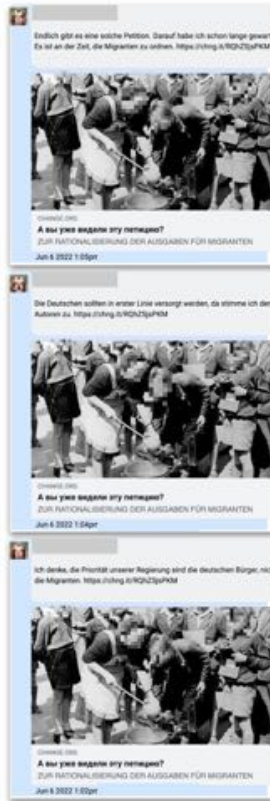 Endlich gibt es eine solche Petition. Darauf habe ich schon lange gewart
Es ist an der Zeit, die Migranten zu ordnen. https://chng.it/RQhZSjsPKM
CHANGE.ORG
А вы уже видели эту петицию?
ZUR RATIONALISIERUNG DER AUSGABEN FÜR MIGRANTEN
Jun 6 2022 1:05pm
Die Deutschen sollten in erster Linie versorgt werden, da stimme ich den
Autoren zu. https://chng.it/RQhZSjsPKM
CHANGE.ORG
А вы уже видели эту петицию?
ZUR RATIONALISIERUNG DER AUSGABEN FÜR MIGRANTEN
Jun 6 2022 1:04pm
Ich denke, die Priorität unserer Regierung sind die deutschen Bürger, nic
die Migranten. https://chng.it/RQhZSjsPKM
CHANGE.ORG
А вы уже видели эту петицию?
ZUR RATIONALISIERUNG DER AUSGABEN FÜR MIGRANTEN
Jun 6 2022 1:02pm